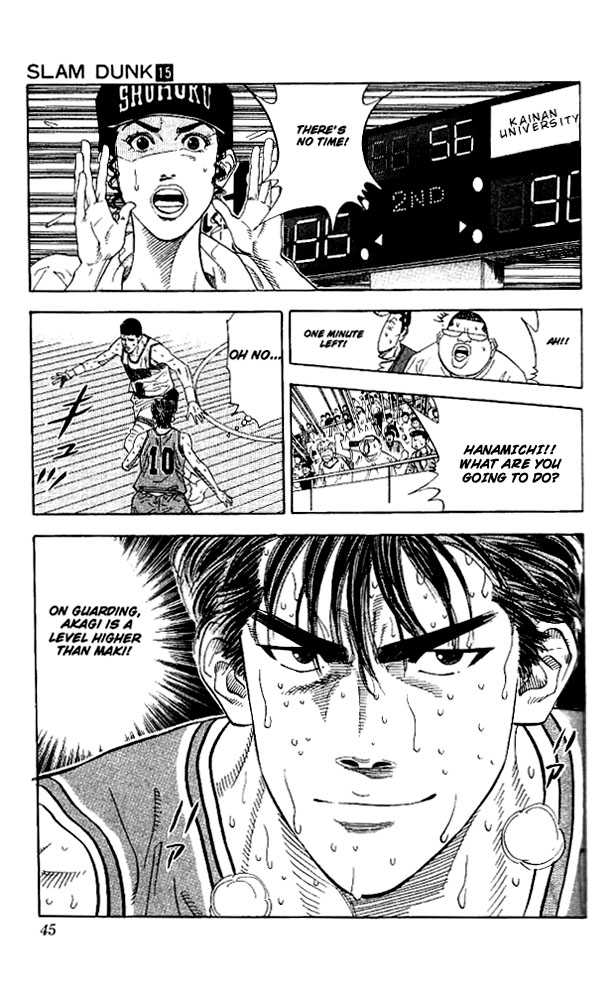 SLAM DUNK 15
SHOHOKU
THERE'S
NO TIME!
KAINAN
UNIVERSITY
56
2ND
86
90
OH NO...
10
ONE MINUTE
LEFT!
AH!!
HANAMICHI!!
WHAT ARE YOU
GOING TO DO?
ON GUARDING,
AKAGI IS A
LEVEL HIGHER
THAN MAKI!
45